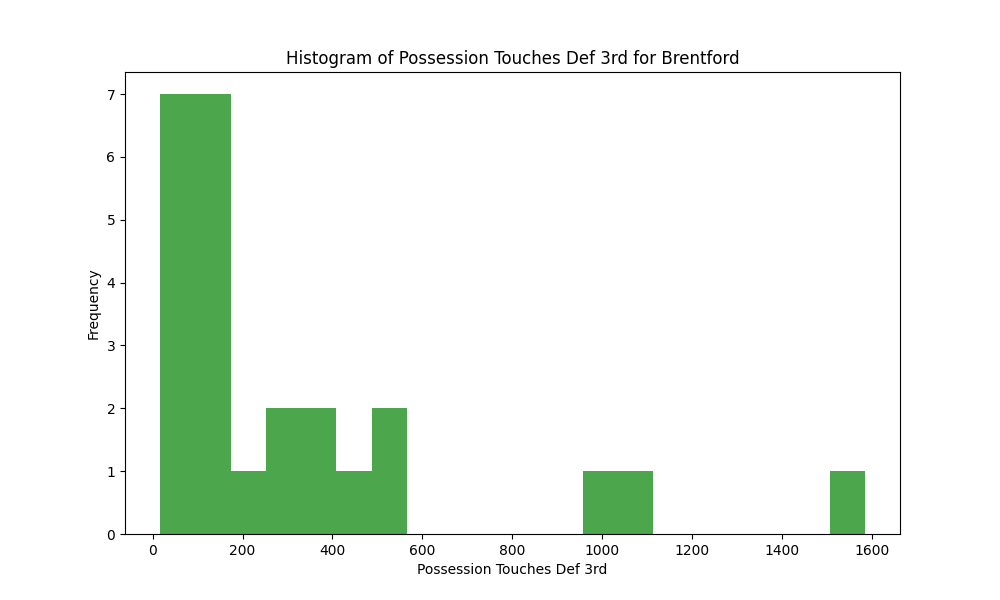 Histogram of Possession Touches Def 3rd for Brentford
7
6
5
4
3
2
1
0
Frequency
0 200 400 600 800 1000 1200 1400 1600
Possession Touches Def 3rd